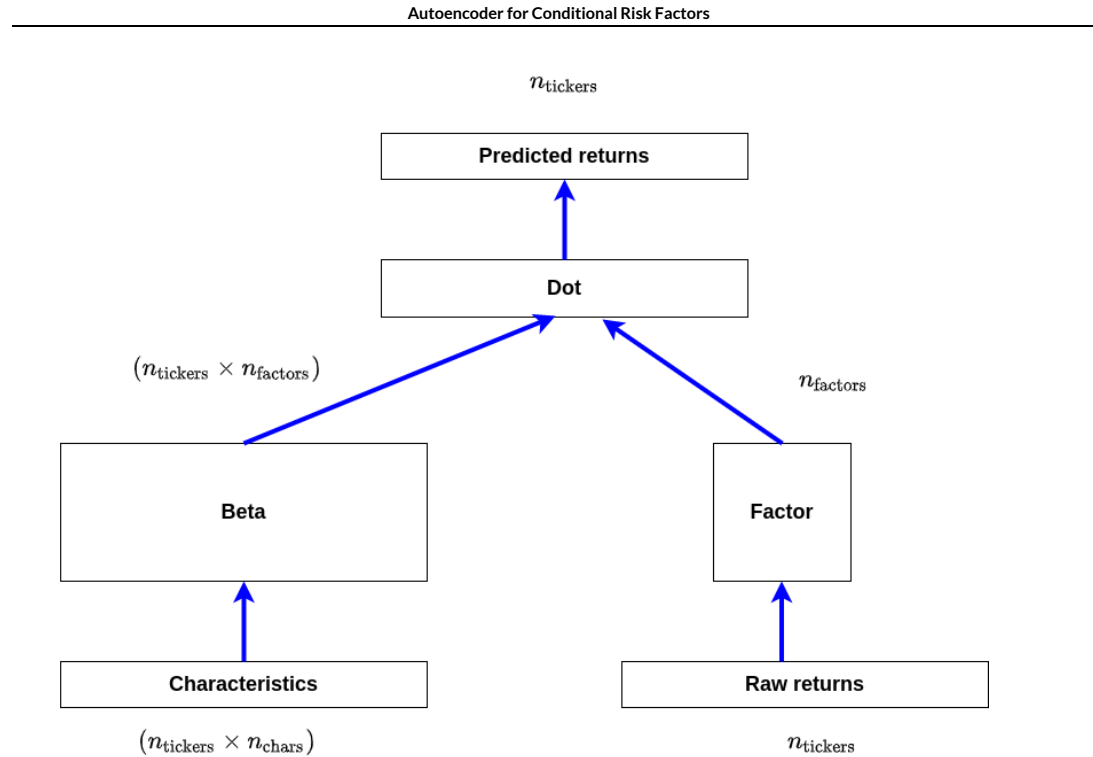 Autoencoder for Conditional Risk Factors
n_tickers
Predicted returns
Dot
(n_tickers × n_factors)
n_factors
Beta
Factor
Characteristics
Raw returns
(n_tickers × n_chars)
n_tickers